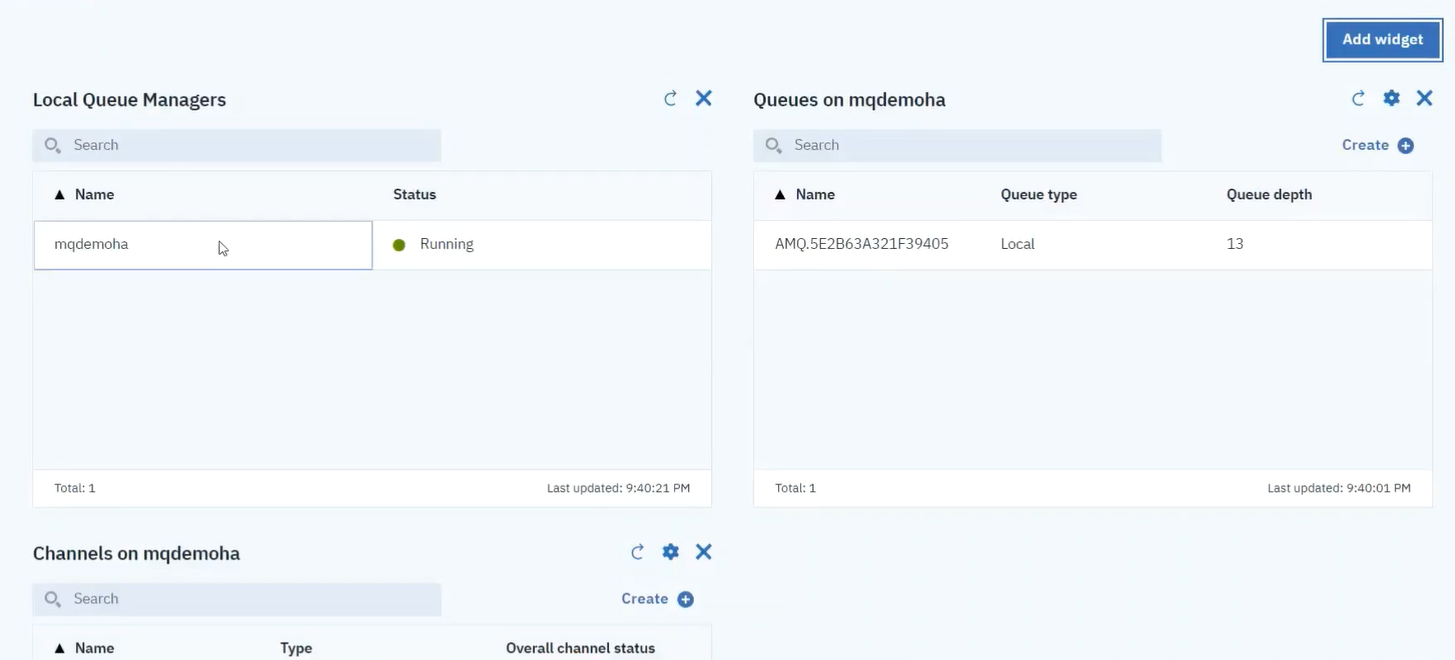 Add widget
Local Queue Managers
Search
▲ Name Status
mqdemoha Running
Total: 1 Last updated: 9:40:21 PM
Queues on mqdemoha
Search Create
▲ Name Queue type Queue depth
AMQ.5E2B63A321F39405 Local 13
Total: 1 Last updated: 9:40:01 PM
Channels on mqdemoha
Search Create
▲ Name Type Overall channel status